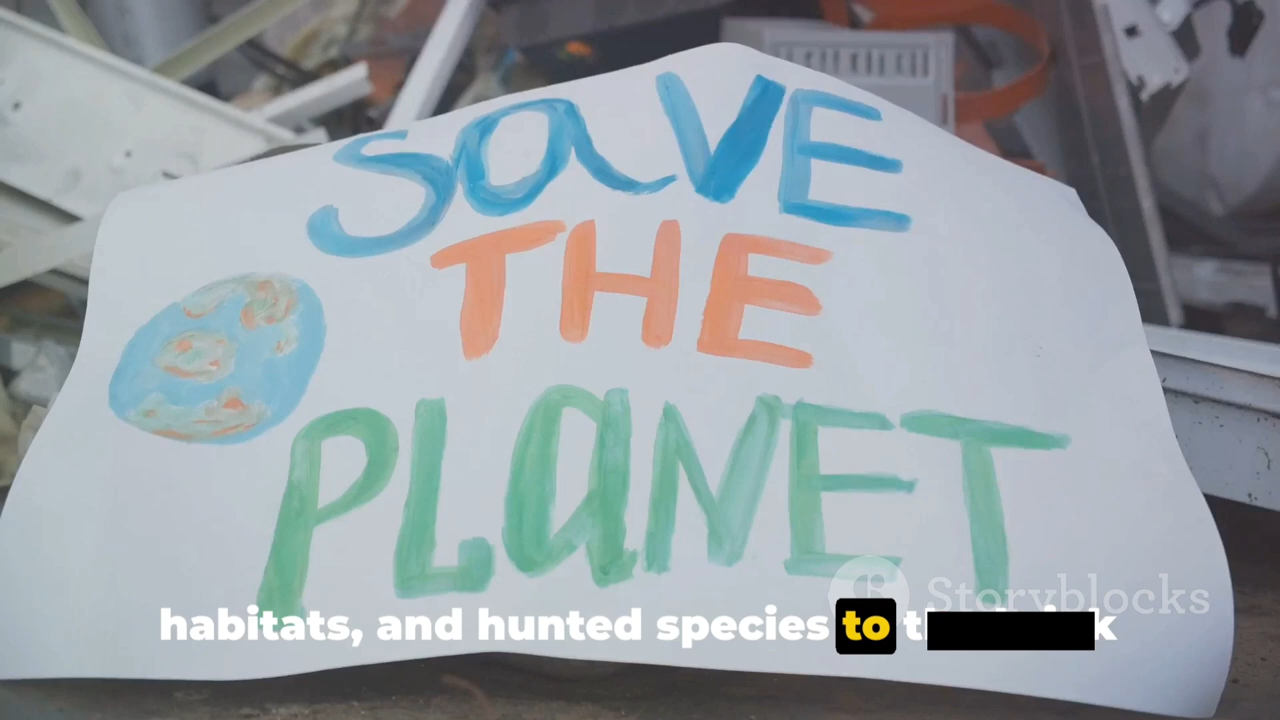 SaVE
THE
PLaNET
Storyblocks
habitats, and hunted species to